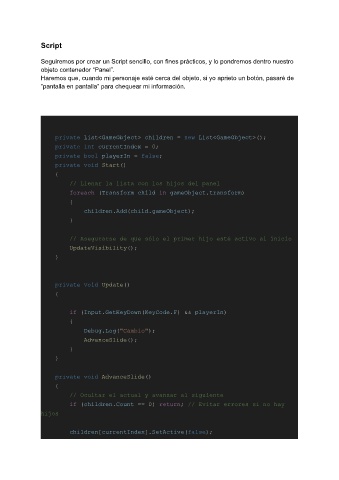 Script
Seguiremos por crear un Script sencillo, con fines prácticos, y lo pondremos dentro nuestro
objeto contenedor "Panel".
Haremos que, cuando mi personaje esté cerca del objeto, si yo aprieto un botón, pasaré de
"pantalla en pantalla" para chequear mi información.
private List<GameObject> children = new List<GameObject>();
private int currentIndex = 0;
private bool playerIn = false;
private void Start()
{
// Llenar la lista con los hijos del panel
foreach (Transform child in gameObject.transform)
{
children.Add(child.gameObject);
}
// Asegurarse de que solo el primer hijo está activo al inicio
UpdateVisibility();
}
private void Update()
{
if (Input.GetKeyDown(KeyCode.F) && playerIn)
{
Debug.Log("Cambio");
AdvanceSlide();
}
}
private void AdvanceSlide()
{
// Ocultar el actual y avanzar al siguiente
if (children.Count == 0) return; // Evitar errores si no hay
hijos
children[currentIndex].SetActive(false);